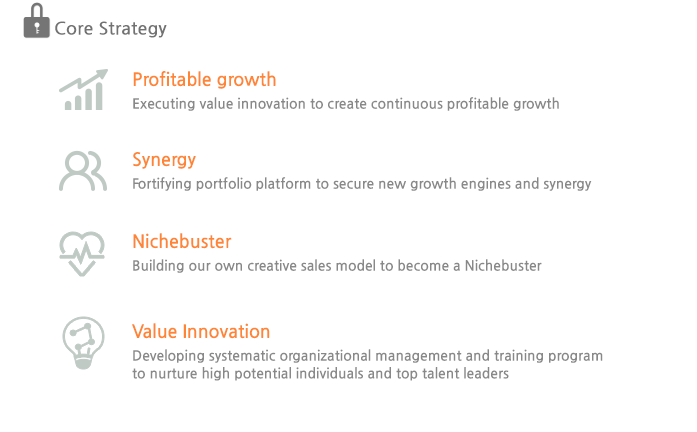 Core Strategy
Profitable growth
Executing value innovation to create continuous profitable growth
Synergy
Fortifying portfolio platform to secure new growth engines and synergy
Nichebuster
Building our own creative sales model to become a Nichebuster
Value Innovation
Developing systematic organizational management and training program
to nurture high potential individuals and top talent leaders